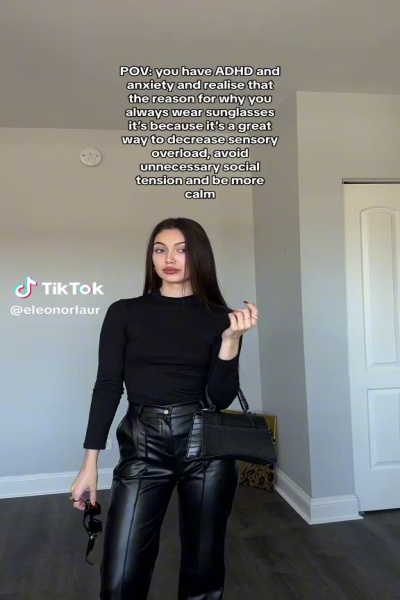 POV: you have ADHD and
anxiety and realise that
the reason for why you
always wear sunglasses
it's because it's a great
way to decrease sensory
overload, avoid
unnecessary social
tension and be more
calm
TikTok
@eleonorlaur